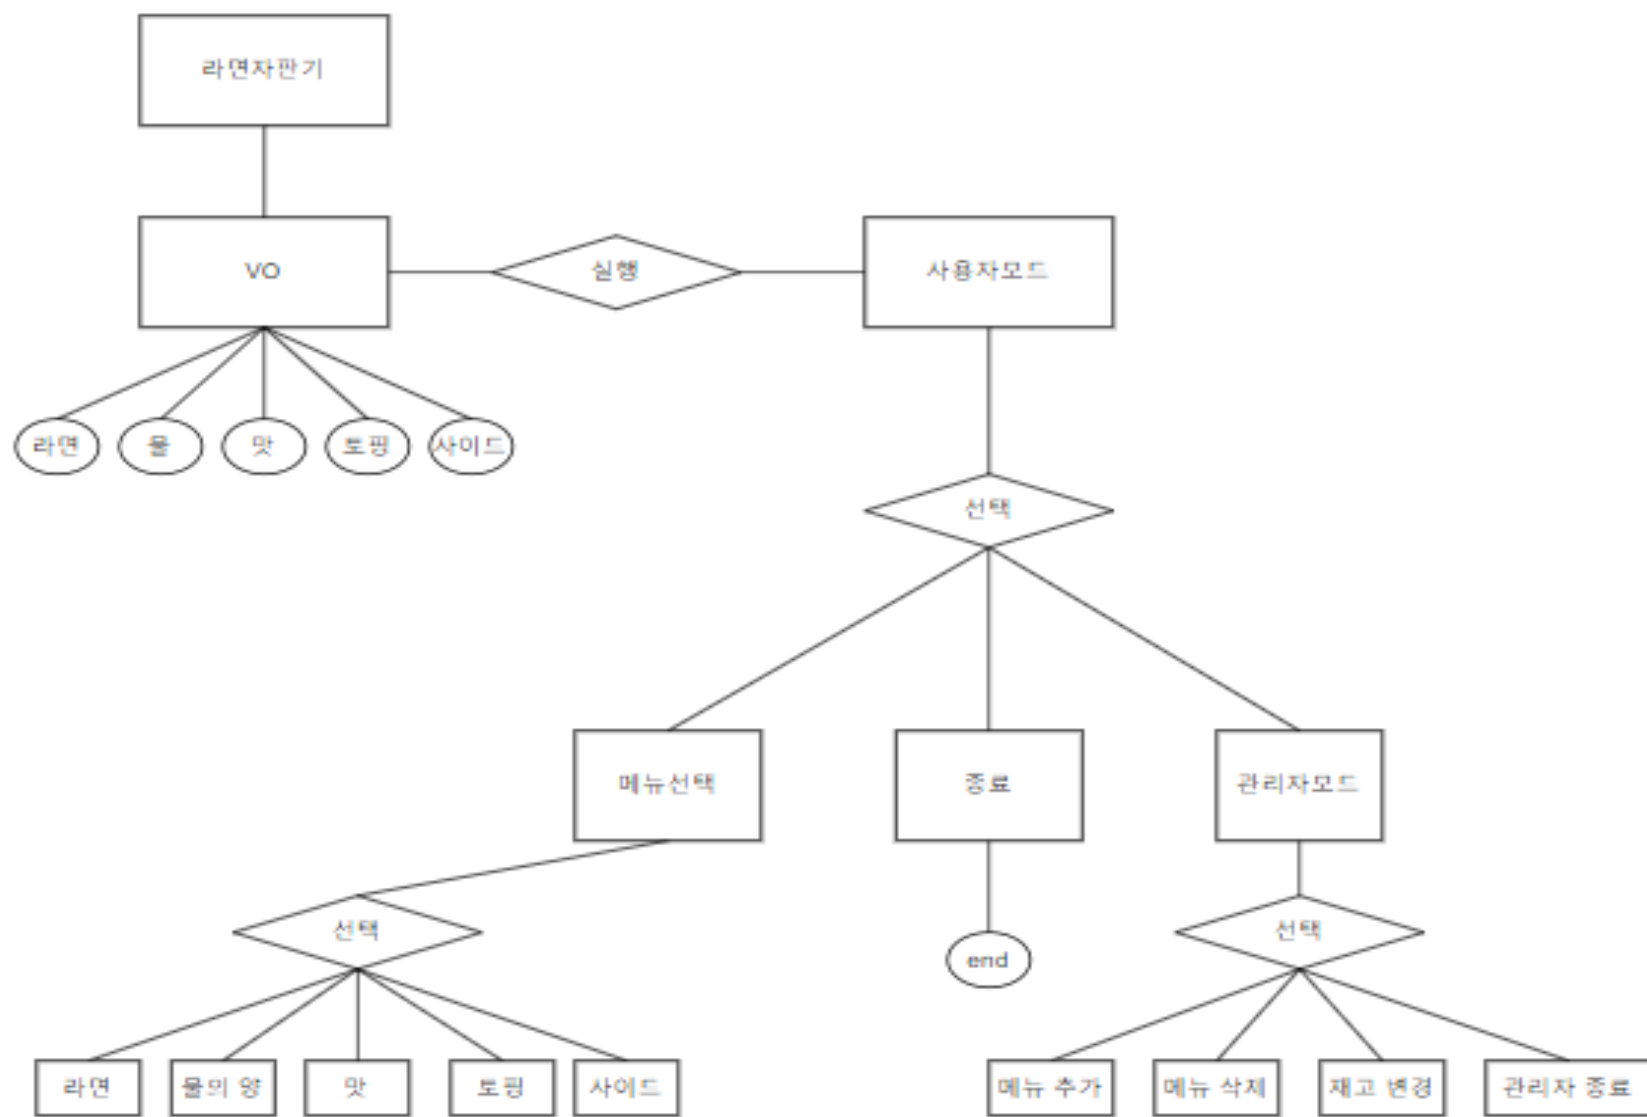 라면자판기
VO
실행
사용자모드
라면
물
맛
토핑
사이드
선택
메뉴선택
종료
관리자모드
선택
end
선택
라면
물의 양
맛
토핑
사이드
메뉴 추가
메뉴 삭제
재고 변경
관리자 종료